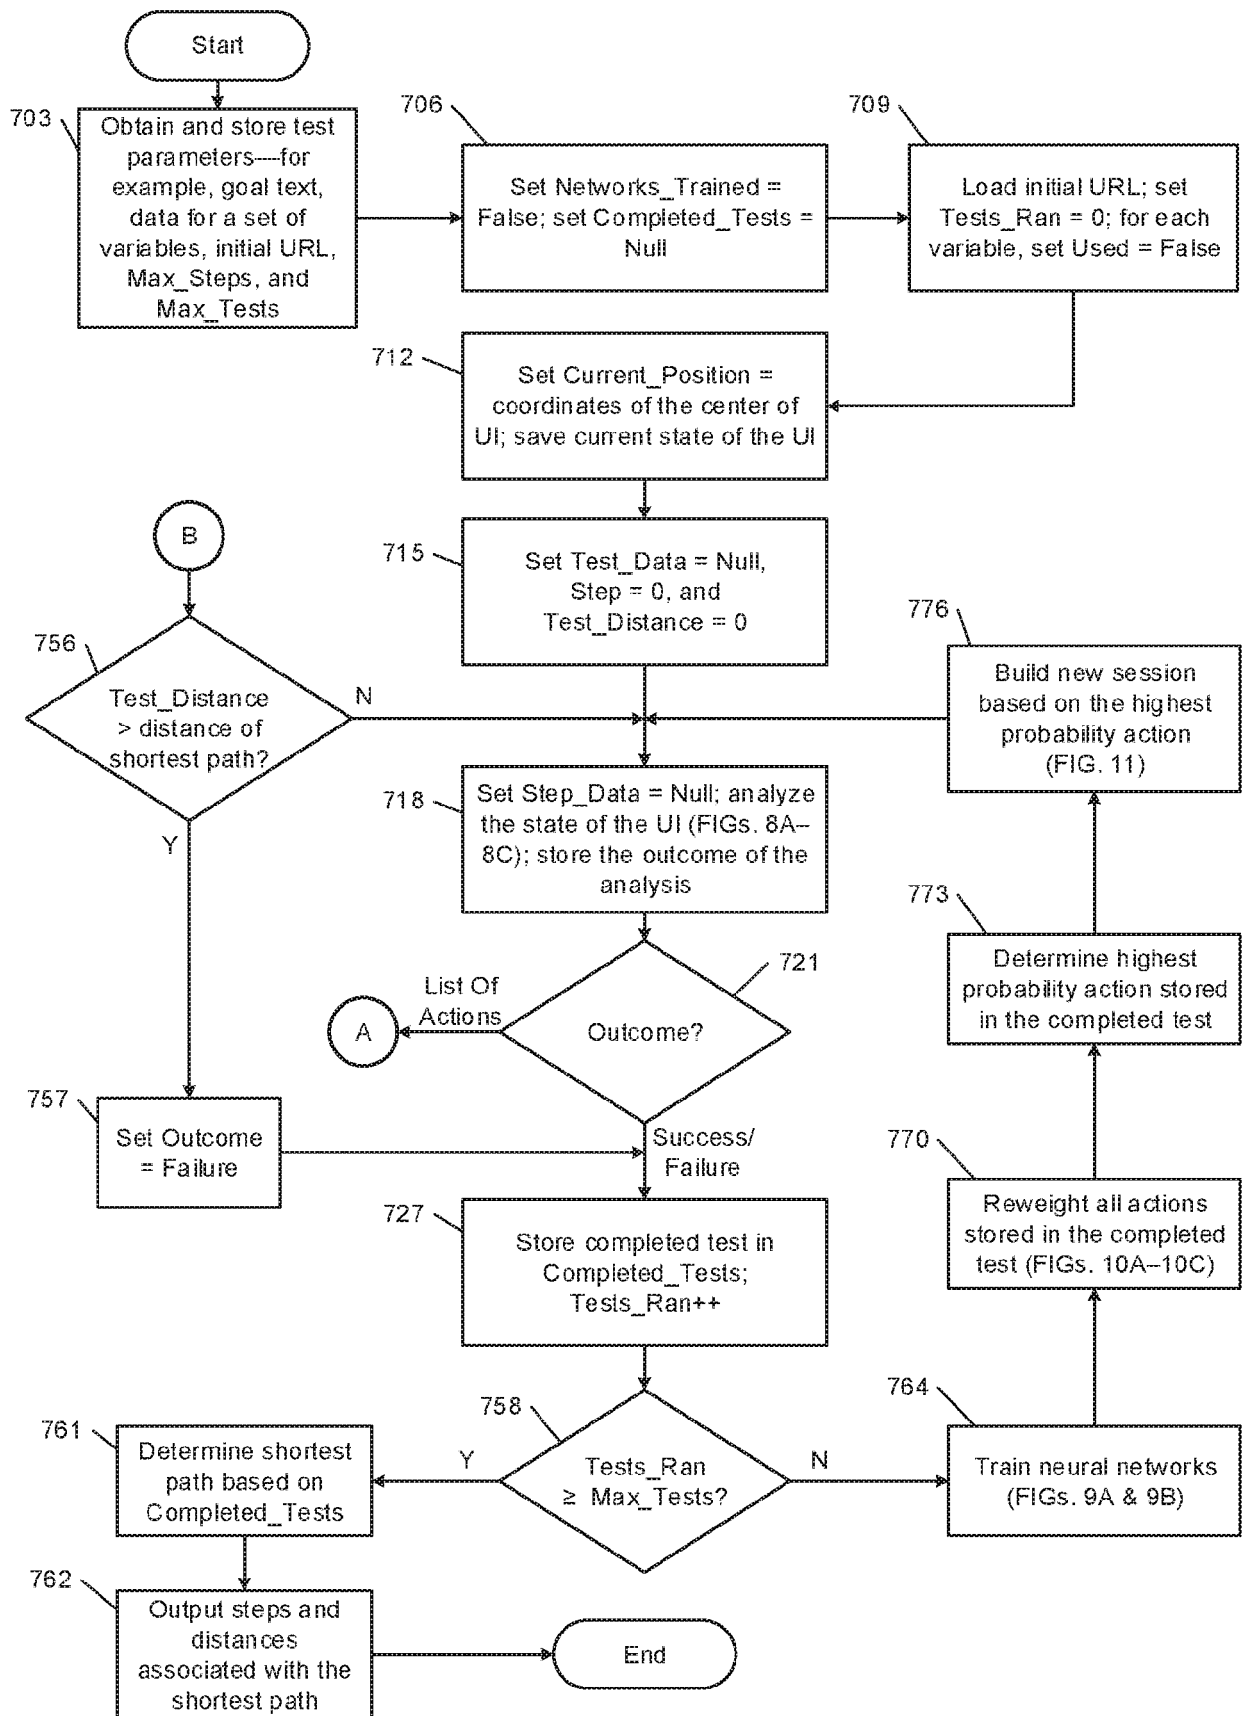 Start
703
Obtain and store test
parameters—for
example, goal text,
data for a set of
variables, initial URL,
Max_Steps, and
Max_Tests
706
Set Networks_Trained =
False; set Completed_Tests =
Null
709
Load initial URL; set
Tests_Ran = 0; for each
variable, set Used = False
712
Set Current_Position =
coordinates of the center of
UI; save current state of the UI
B
715
Set Test_Data = Null,
Step = 0, and
Test_Distance = 0
756
Test_Distance
> distance of
shortest path?
N
Y
776
Build new session
based on the highest
probability action
(FIG. 11)
718
Set Step_Data = Null; analyze
the state of the UI (FIGs. 8A–
8C); store the outcome of the
analysis
773
Determine highest
probability action stored
in the completed test
721
Outcome?
List Of
Actions
A
Success/
Failure
757
Set Outcome
= Failure
770
Reweight all actions
stored in the completed
test (FIGs. 10A–10C)
727
Store completed test in
Completed_Tests;
Tests_Ran++
758
Tests_Ran
≥ Max_Tests?
Y
N
764
Train neural networks
(FIGs. 9A & 9B)
761
Determine shortest
path based on
Completed_Tests
762
Output steps and
distances
associated with the
shortest path
End